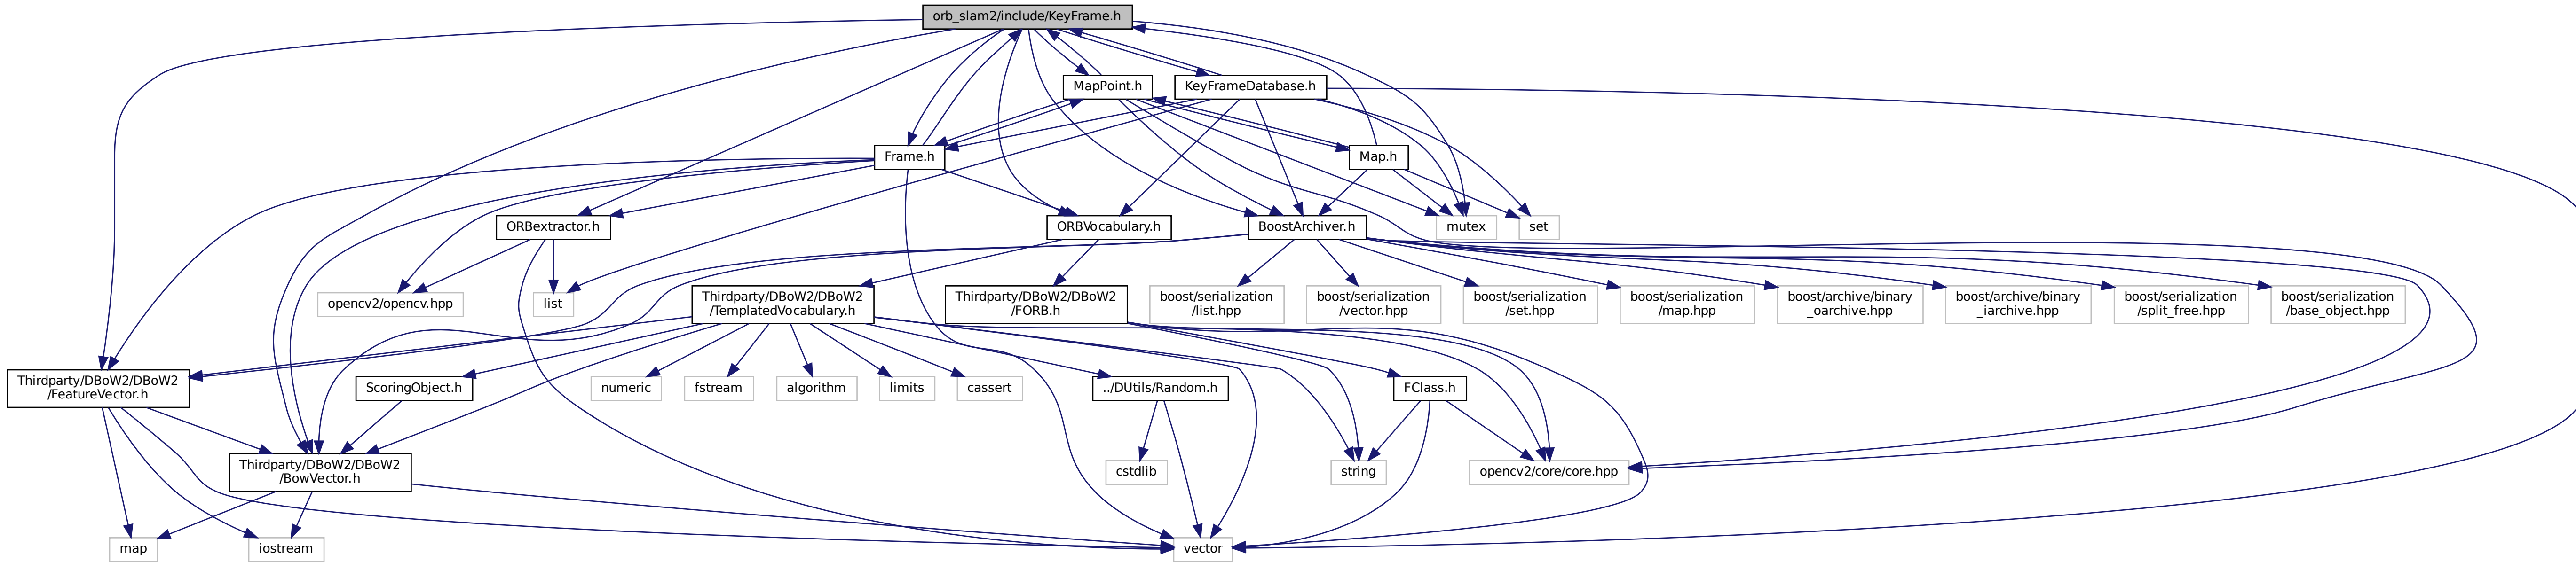 orb_slam2/include/KeyFrame.h
MapPoint.h
KeyFrameDatabase.h
Frame.h
Map.h
ORBextractor.h
ORBVocabulary.h
BoostArchiver.h
mutex
set
opencv2/opencv.hpp
list
Thirdparty/DBoW2/DBoW2
/TemplatedVocabulary.h
Thirdparty/DBoW2/DBoW2
/FORB.h
boost/serialization
/list.hpp
boost/serialization
/vector.hpp
boost/serialization
/set.hpp
boost/serialization
/map.hpp
boost/archive/binary
_oarchive.hpp
boost/archive/binary
_iarchive.hpp
boost/serialization
/split_free.hpp
boost/serialization
/base_object.hpp
Thirdparty/DBoW2/DBoW2
/FeatureVector.h
ScoringObject.h
numeric
fstream
algorithm
limits
cassert
../DUtils/Random.h
FClass.h
Thirdparty/DBoW2/DBoW2
/BowVector.h
cstdlib
string
opencv2/core/core.hpp
map
iostream
vector